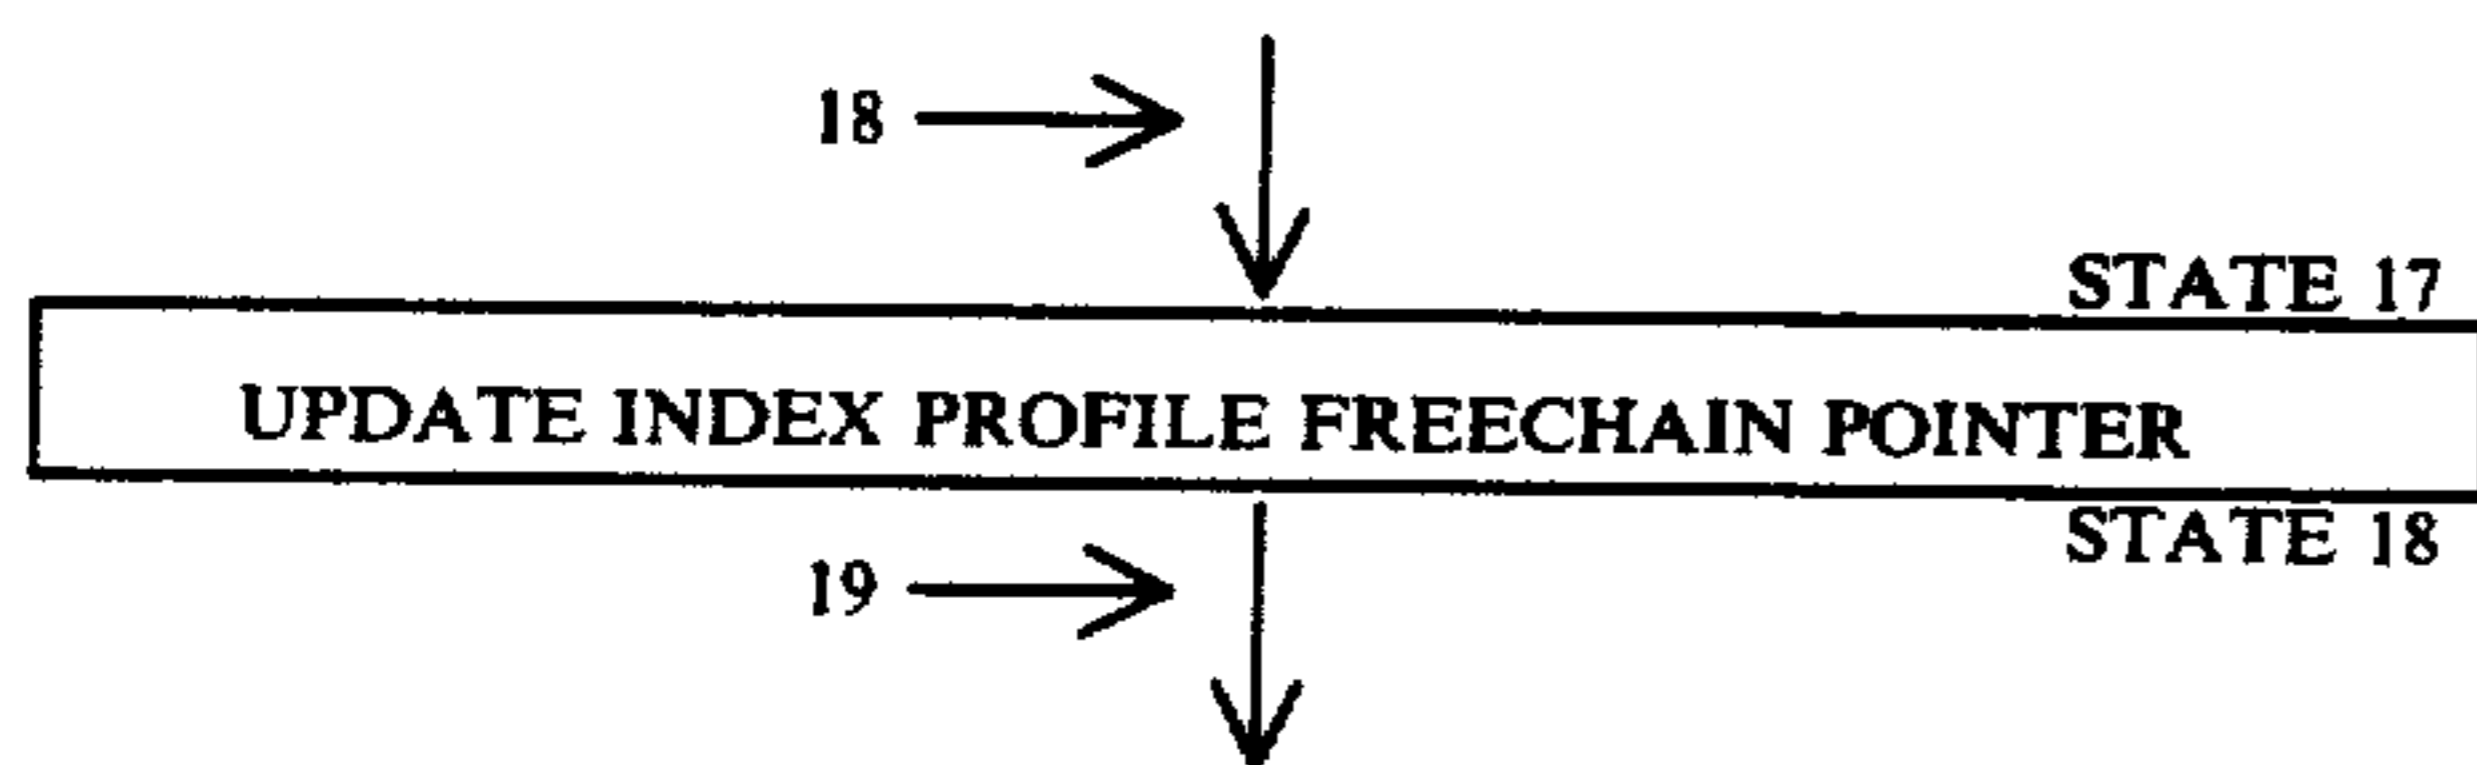 18
STATE 17
UPDATE INDEX PROFILE FREECHAIN POINTER
STATE 18
19